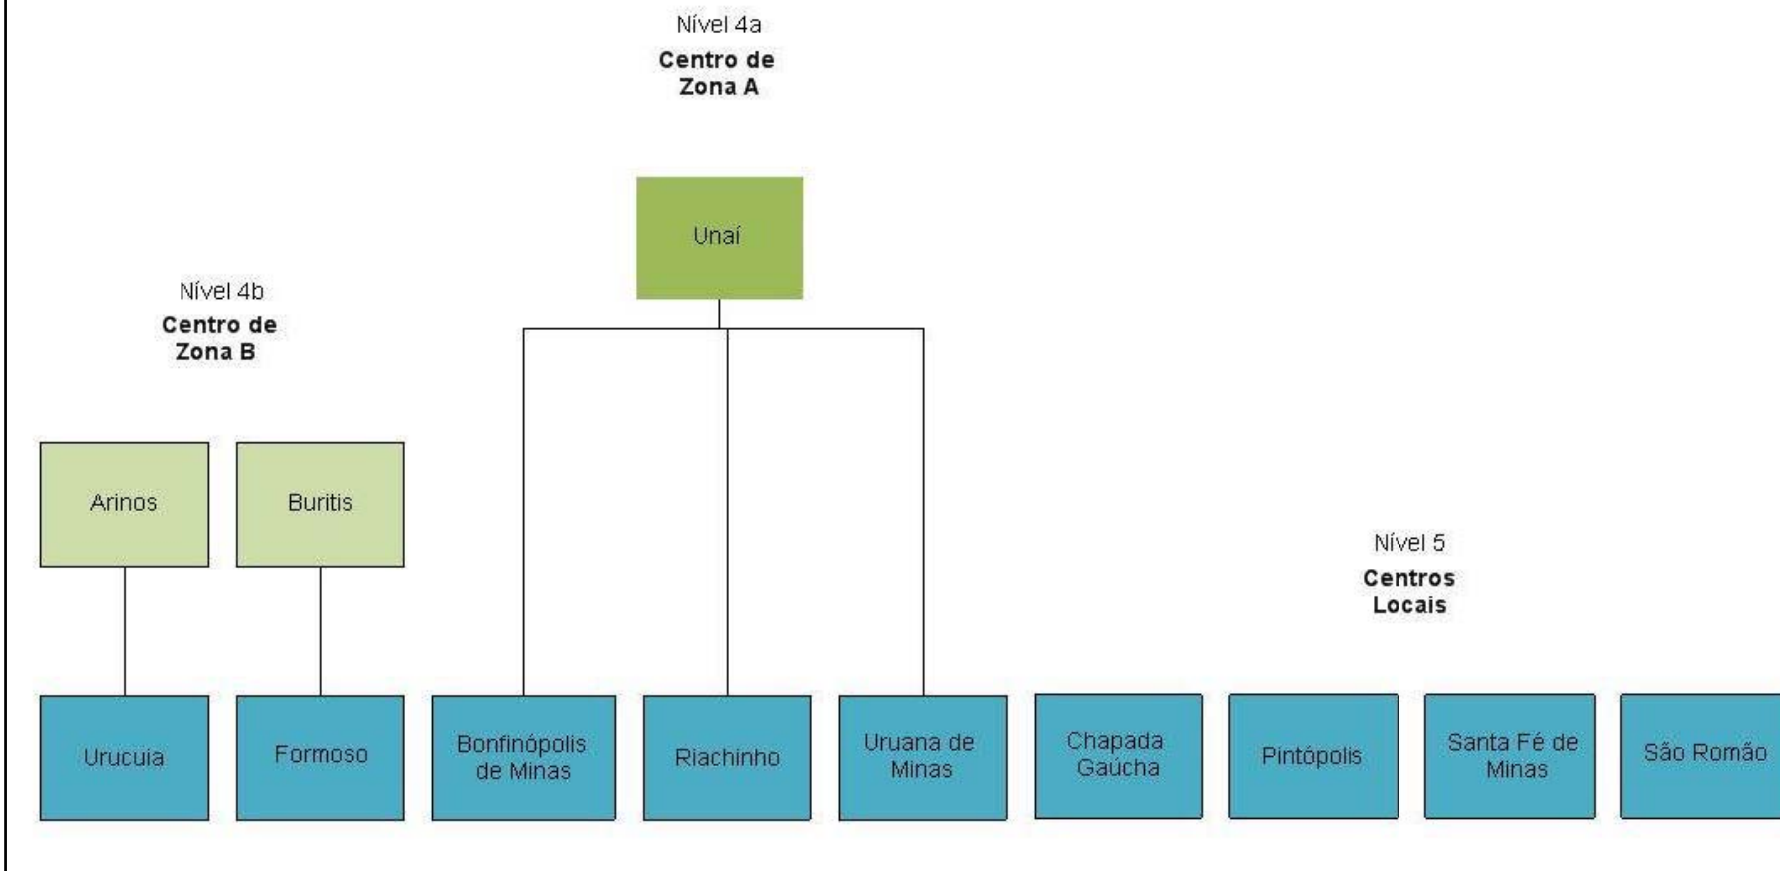 Nível 4a
Centro de
Zona A
Unaí
Nível 4b
Centro de
Zona B
Arinos
Buritis
Nível 5
Centros
Locais
Urucuia
Formoso
Bonfinópolis
de Minas
Riachinho
Uruana de
Minas
Chapada
Gaúcha
Pintópolis
Santa Fé de
Minas
São Romão